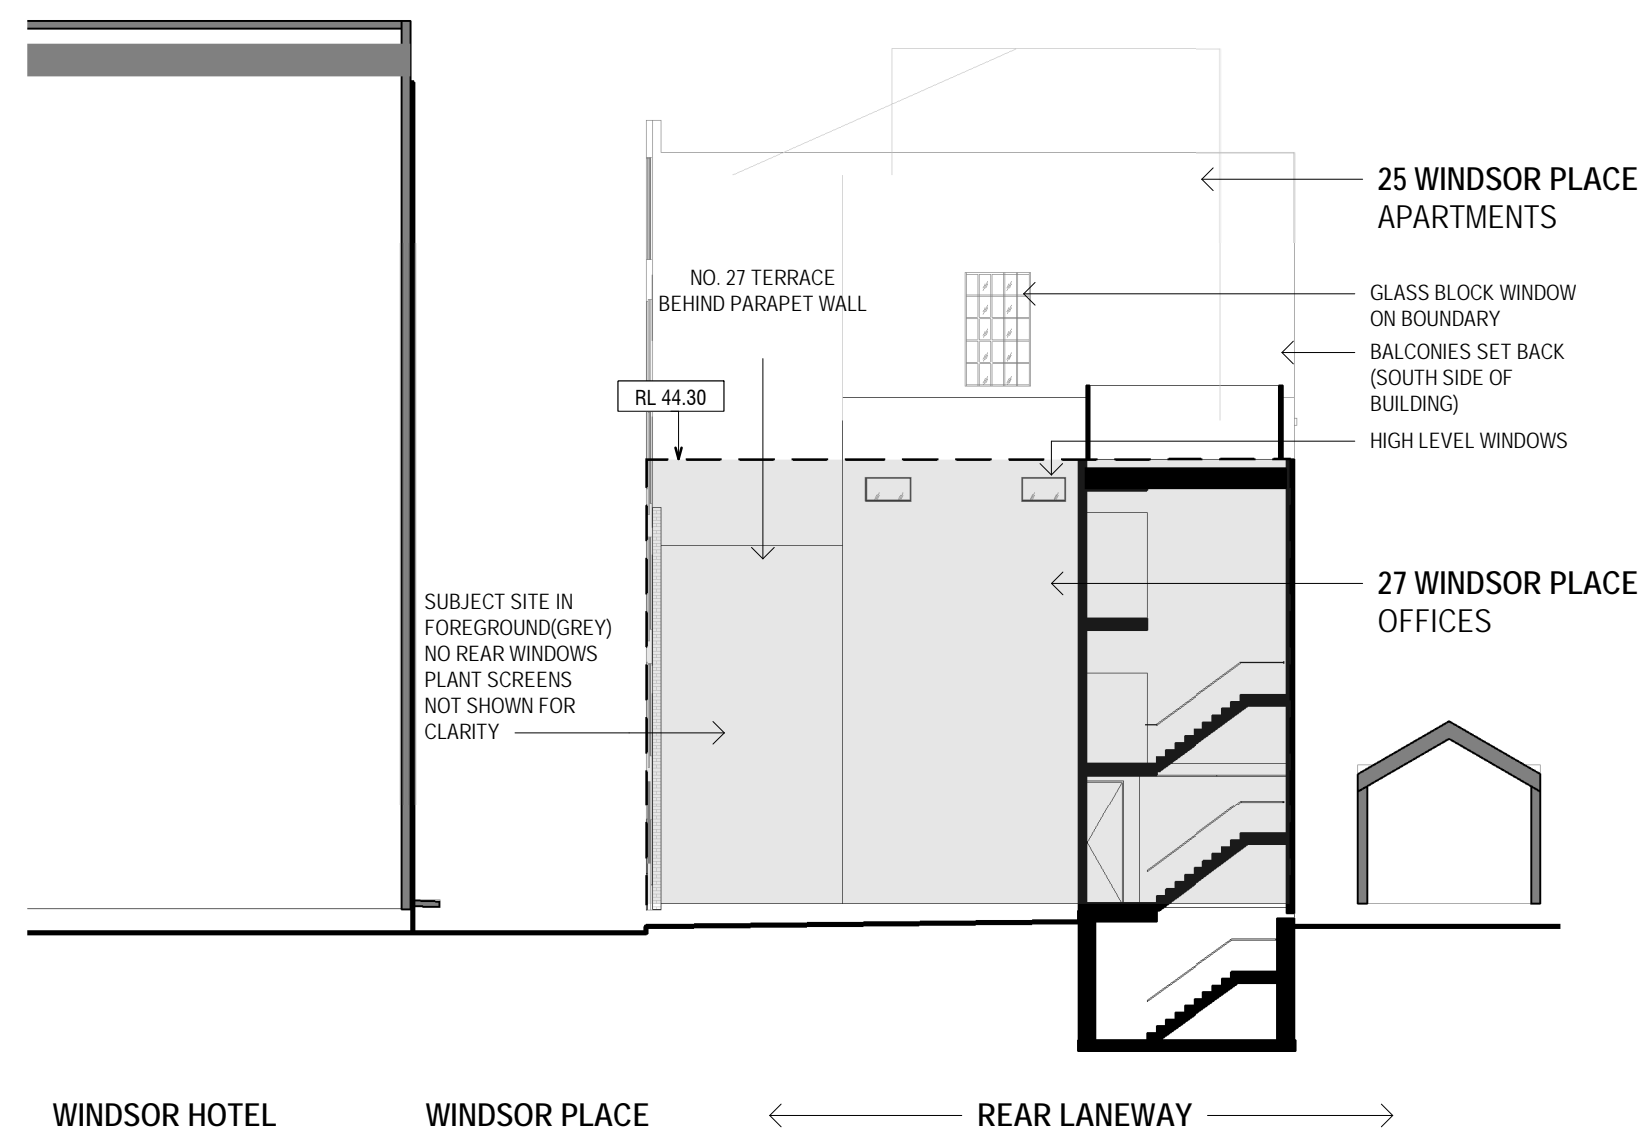 25 WINDSOR PLACE
APARTMENTS
NO. 27 TERRACE
BEHIND PARAPET WALL
GLASS BLOCK WINDOW
ON BOUNDARY
BALCONIES SET BACK
(SOUTH SIDE OF
BUILDING)
RL 44.30
HIGH LEVEL WINDOWS
27 WINDSOR PLACE
OFFICES
SUBJECT SITE IN
FOREGROUND(GREY)
NO REAR WINDOWS
PLANT SCREENS
NOT SHOWN FOR
CLARITY
WINDSOR HOTEL
WINDSOR PLACE
REAR LANEWAY